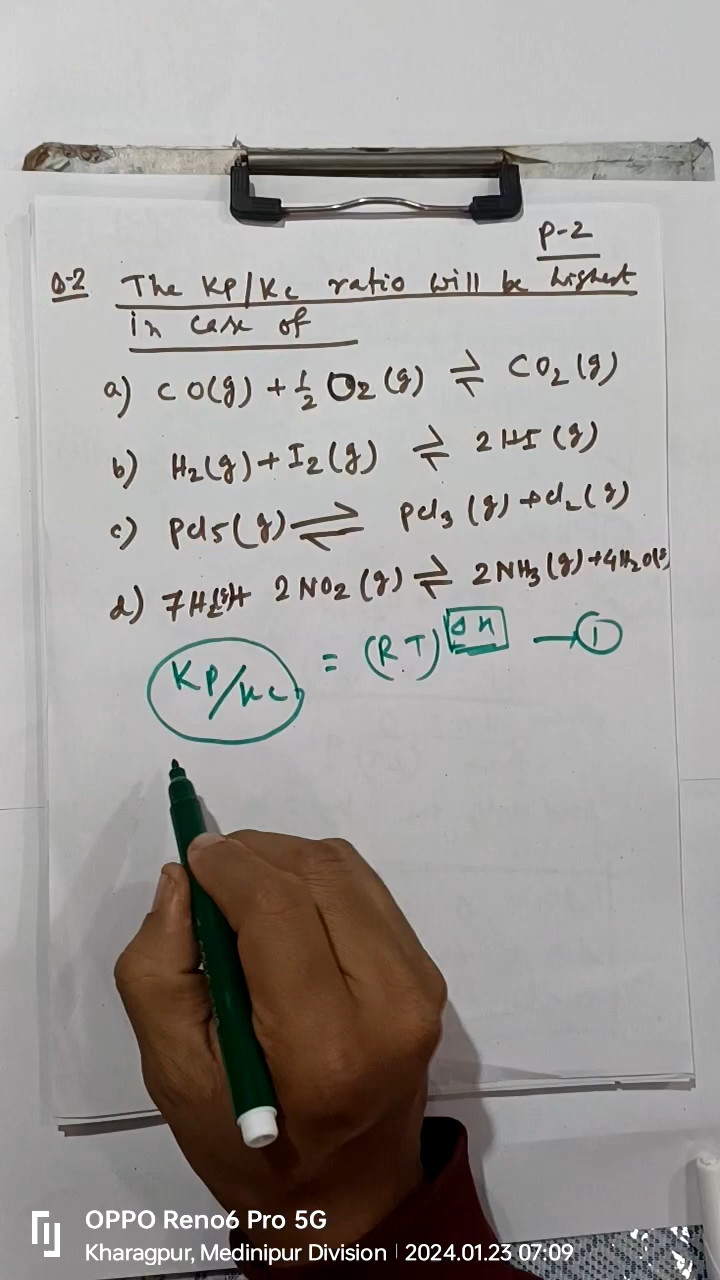 P-2
Q-2 The Kp/Kc ratio will be highest
in case of
a) CO(g) + 1/2 O2 (g) ⇌ CO2 (g)
b) H2(g) + I2(g) ⇌ 2HI (g)
c) PCl5(g) ⇌ PCl3 (g) + Cl2(g)
d) 7H2(g)+ 2NO2 (g) ⇌ 2NH3(g)+4H2O(g)
Kp/Kc = (RT)^Δn → 1
OPPO Reno6 Pro 5G
Kharagpur, Medinipur Division | 2024.01.23 07:09